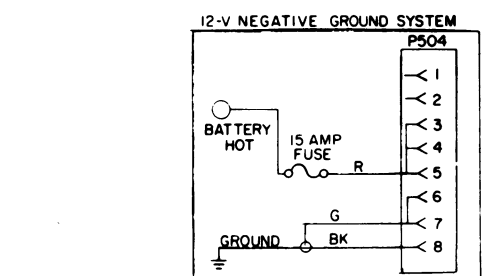 12-V NEGATIVE GROUND SYSTEM
P504
1
2
3
BATTERY
HOT
15 AMP
FUSE
4
R
5
6
G
7
GROUND
BK
8